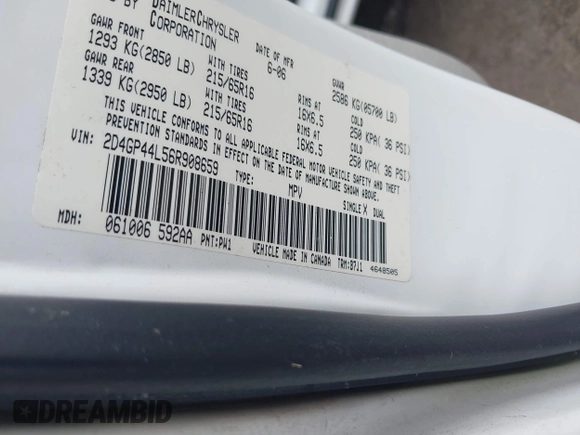 D BY DAIMLERCHRYSLER CORPORATION DATE OF MFR 6-06 GVWR 2586 KG(05700 LB)
GAWR FRONT WITH TIRES RIMS AT COLD
1293 KG(2850 LB) 215/65R16 16X6.5 250 KPA( 36 PSI)
GAWR REAR WITH TIRES RIMS AT COLD
1339 KG(2950 LB) 215/65R16 16X6.5 250 KPA( 36 PSI)
THIS VEHICLE CONFORMS TO ALL APPLICABLE FEDERAL MOTOR VEHICLE SAFETY AND THEFT
PREVENTION STANDARDS IN EFFECT ON THE DATE OF MANUFACTURE SHOWN ABOVE.
VIN: 2D4GP44L56R908659 TYPE: MPV SINGLE X DUAL
MDH: 061006 592AA PNT:PW1 VEHICLE MADE IN CANADA TRM:B7J1 4648505
DREAMBID